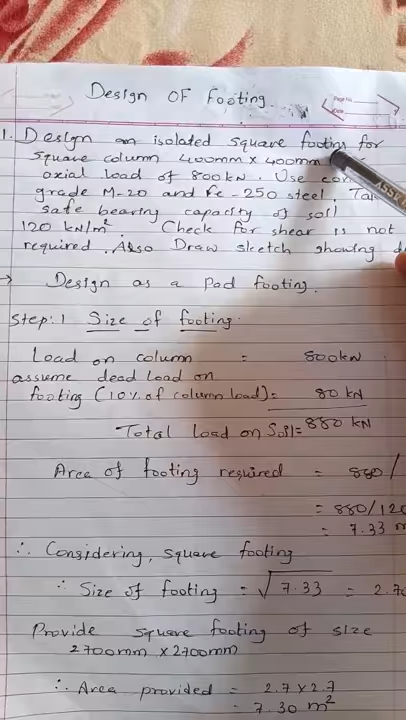 Design OF Footing.
Page No.
Date
1. Design an isolated square footing for
square column 400mm x 400mm
axial load of 800kN. Use
grade M-20 and Fe-250 steel.
safe bearing capacity of soil
120 kN/m². Check for shear is not
required. Also Draw sketch showing
→ Design as a Pad footing.
Step:1 Size of footing.
Load on column = 800kN
assume dead load on
footing (10% of column load) = 80 kN
Total load on Soil = 880 kN
Area of footing required = 880/
= 880/120
= 7.33 m
∴ Considering, square footing
∴ Size of footing = √7.33 = 2.70
Provide square footing of size
2700mm x 2700mm
∴ Area provided = 2.7 x 2.7
= 7.30 m²